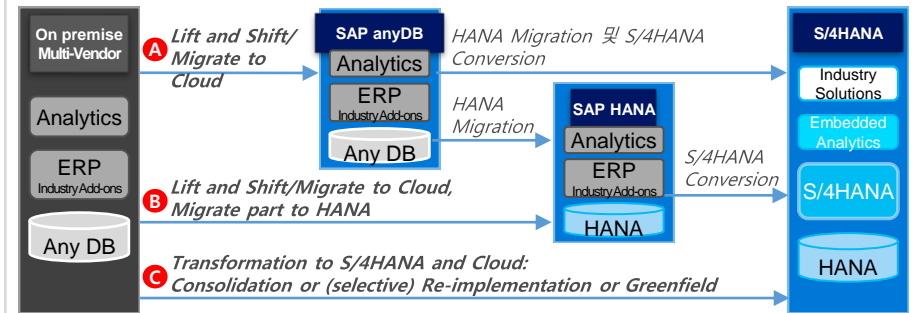 On premise
Multi-Vendor
Analytics
ERP
Industry Add-ons
Any DB
A
Lift and Shift/
Migrate to
Cloud
SAP anyDB
Analytics
ERP
Industry Add-ons
Any DB
HANA Migration 및 S/4HANA
Conversion
HANA
Migration
SAP HANA
Analytics
ERP
Industry Add-ons
HANA
S/4HANA
Conversion
B
Lift and Shift/Migrate to Cloud,
Migrate part to HANA
C
Transformation to S/4HANA and Cloud:
Consolidation or (selective) Re-implementation or Greenfield
S/4HANA
Industry
Solutions
Embedded
Analytics
S/4HANA
HANA